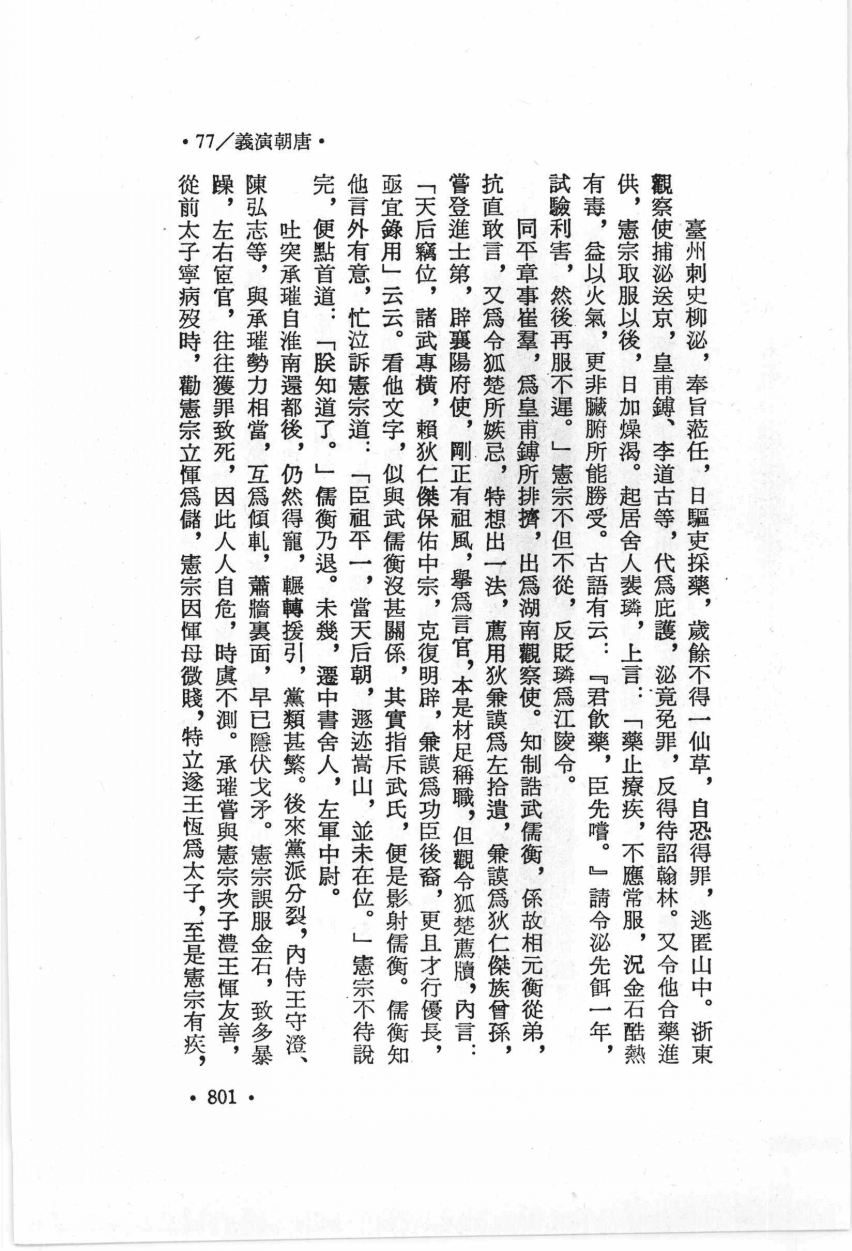 •唐朝演義／77•
臺州刺史柳泌，奉旨蒞任，日驅吏採藥，歲餘不得一仙草，自恐得罪，逃匿山中。浙東
觀察使捕泌送京，皇甫鎛、李道古等，代爲庇護，泌竟免罪，反得待詔翰林。又令他合藥進
供，憲宗取服以後，日加燥渴。起居舍人裴璘，上言：「藥止療疾，不應常服，況金石酷熱
有毒，益以火氣，更非臟腑所能勝受。古語有云：『君飲藥，臣先嚐。』請令泌先餌一年，
試驗利害，然後再服不遲。」憲宗不但不從，反貶璘爲江陵令。
同平章事崔羣，爲皇甫鎛所排擠，出爲湖南觀察使。知制誥武儒衡，係故相元衡從弟，
抗直敢言，又爲令狐楚所嫉忌，特想出一法，薦用狄兼謨爲左拾遺，兼謨爲狄仁傑族曾孫，
嘗登進士第，辟襄陽府使，剛正有祖風，擧爲言官，本是材足稱職，但觀令狐楚薦牘，內言：
「天后竊位，諸武專橫，賴狄仁傑保佑中宗，克復明辟，兼謨爲功臣後裔，更且才行優長，
亟宜錄用」云云。看他文字，似與武儒衡沒甚關係，其實指斥武氏，便是影射儒衡。儒衡知
他言外有意，忙泣訴憲宗道：「臣祖平一，當天后朝，遯迹嵩山，並未在位。」憲宗不待說
完，便點首道：「朕知道了。」儒衡乃退。未幾，遷中書舍人，左軍中尉。
吐突承璀自淮南還都後，仍然得寵，輾轉援引，黨類甚繁。後來黨派分裂，內侍王守澄、
陳弘志等，與承璀勢力相當，互爲傾軋，蕭牆裏面，早已隱伏戈矛。憲宗誤服金石，致多暴
躁，左右宦官，往往獲罪致死，因此人人自危，時虞不測。承璀嘗與憲宗次子澧王惲友善，
從前太子寧病歿時，勸憲宗立惲爲儲，憲宗因惲母微賤，特立遂王恆爲太子，至是憲宗有疾，
•801•